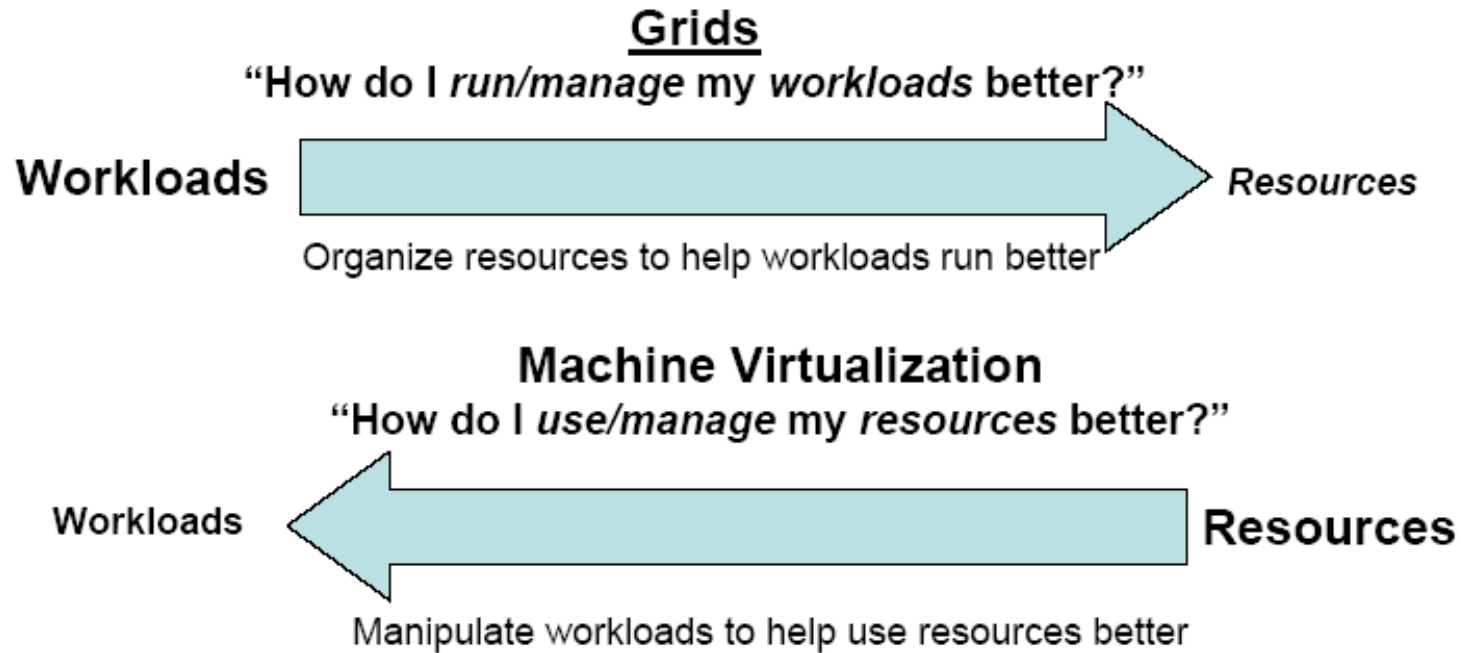 Grids
“How do I run/manage my workloads better?”
Workloads
Resources
Organize resources to help workloads run better
Machine Virtualization
“How do I use/manage my resources better?”
Workloads
Resources
Manipulate workloads to help use resources better